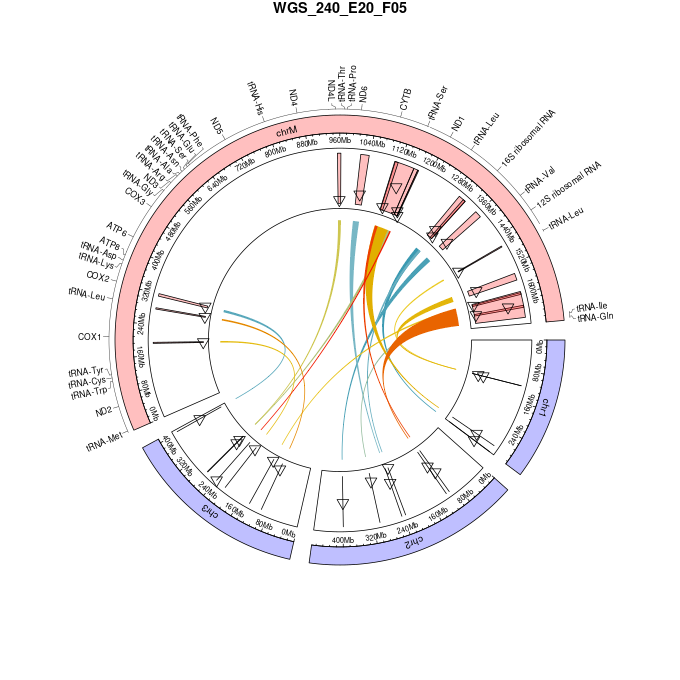 WGS_240_E20_F05
tRNA-Met
ND2
tRNA-Trp
tRNA-Cys
tRNA-Tyr
COX1
tRNA-Leu
COX2
tRNA-Lys
tRNA-Asp
ATP8
ATP6
COX3
tRNA-Gly
ND3
tRNA-Arg
tRNA-Ala
tRNA-Asn
tRNA-Ser
tRNA-Glu
tRNA-Phe
ND5
tRNA-His
ND4
ND4L
tRNA-Thr
tRNA-Pro
ND6
CYTB
tRNA-Ser
ND1
tRNA-Leu
16S ribosomal RNA
tRNA-Val
12S ribosomal RNA
tRNA-Leu
tRNA-Ile
tRNA-Gln
chrM
0Mb
80Mb
160Mb
240Mb
320Mb
400Mb
480Mb
560Mb
640Mb
720Mb
800Mb
880Mb
960Mb
1040Mb
1120Mb
1200Mb
1280Mb
1360Mb
1440Mb
1520Mb
1600Mb
chr1
0Mb
80Mb
160Mb
240Mb
chr2
0Mb
80Mb
160Mb
240Mb
320Mb
400Mb
chr3
0Mb
80Mb
160Mb
240Mb
320Mb
400Mb